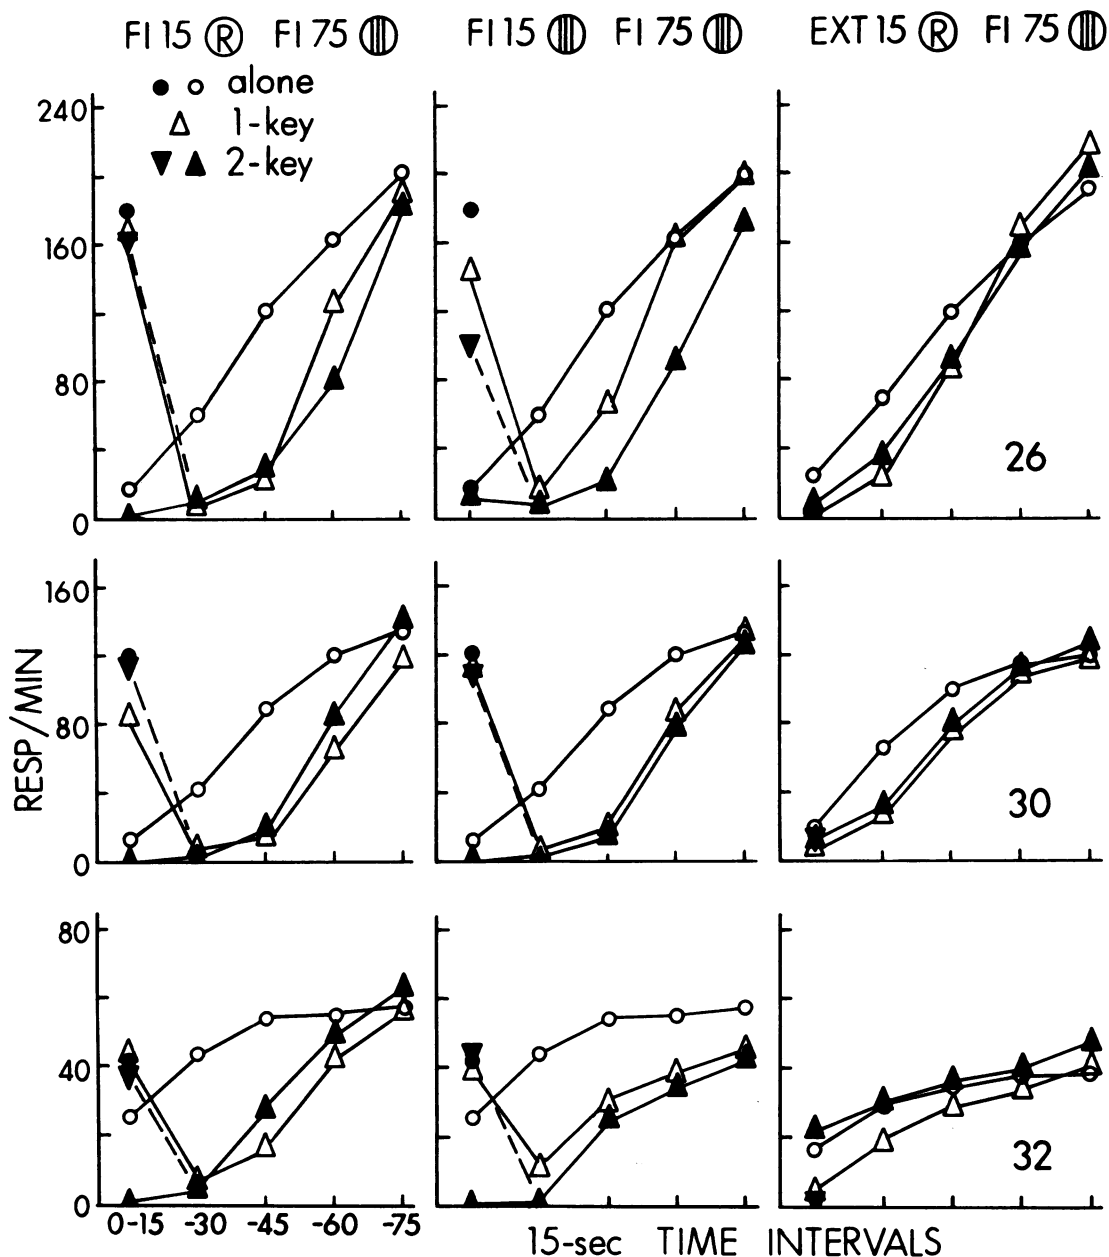 FI 15 R FI 75 FI 15 FI 75 EXT 15 R FI 75
alone
1-key
2-key
240
160
80
0
26
160
80
0
30
80
40
0
32
RESP/MIN
0-15 -30 -45 -60 -75
15-sec TIME INTERVALS